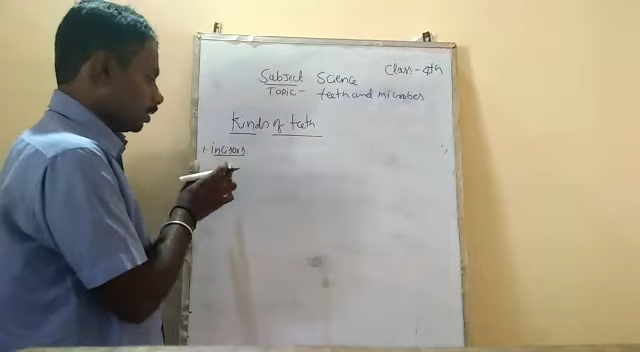 Class-4th
Subject Science
TOPIC - teeth and microbes
Kinds of teeth
1. incisors